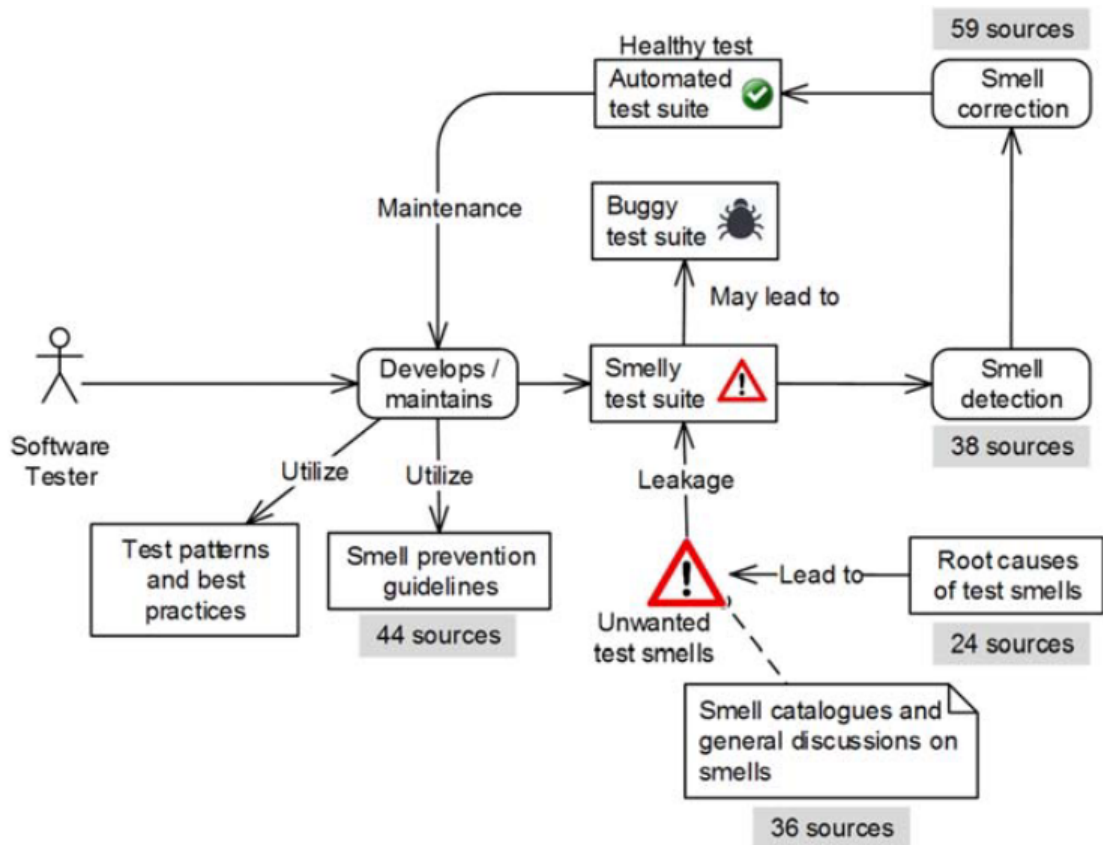 59 sources
Healthy test
Automated
test suite
Smell
correction
Maintenance
Buggy
test suite
May lead to
Software
Tester
Develops /
maintains
Smelly
test suite
Smell
detection
38 sources
Utilize
Utilize
Leakage
Test patterns
and best
practices
Smell prevention
guidelines
44 sources
Unwanted
test smells
Lead to
Root causes
of test smells
24 sources
Smell catalogues and
general discussions on
smells
36 sources